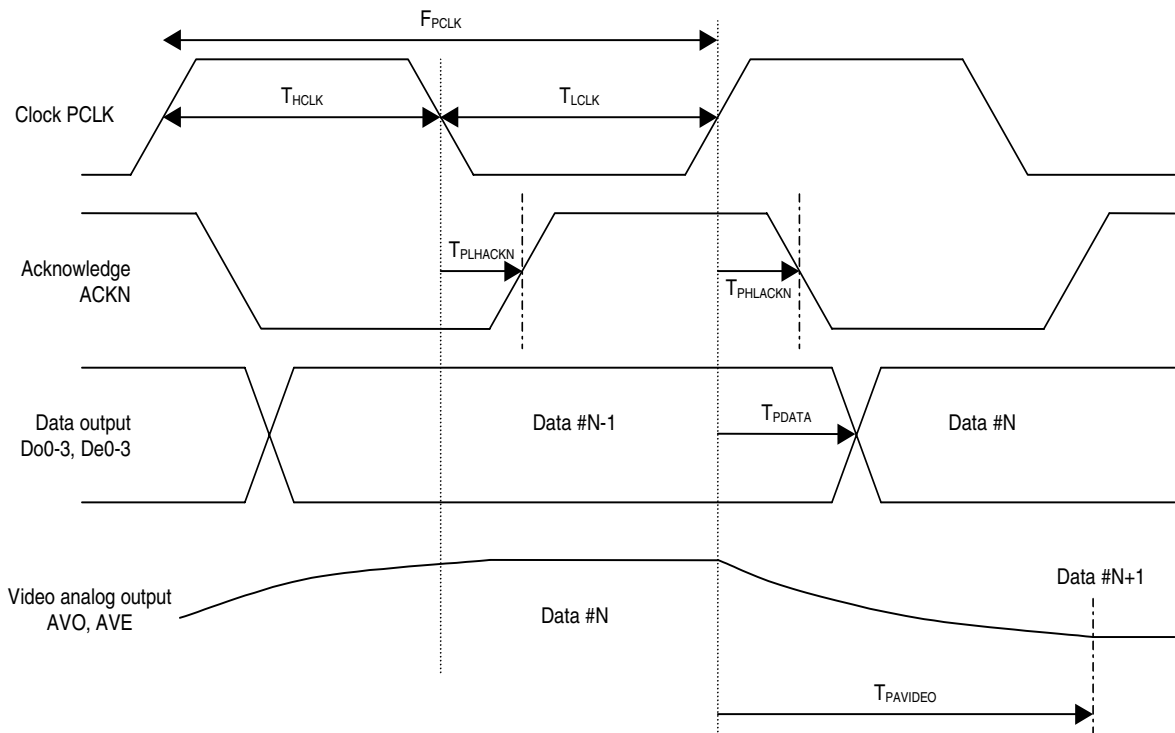 FPCLK
THCLK
TLCLK
Clock PCLK
TPLHACKN
Acknowledge
ACKN
TPHLACKN
Data output
Do0-3, De0-3
Data #N-1
TPDATA
Data #N
Video analog output
AVO, AVE
Data #N
Data #N+1
TPAVIDEO